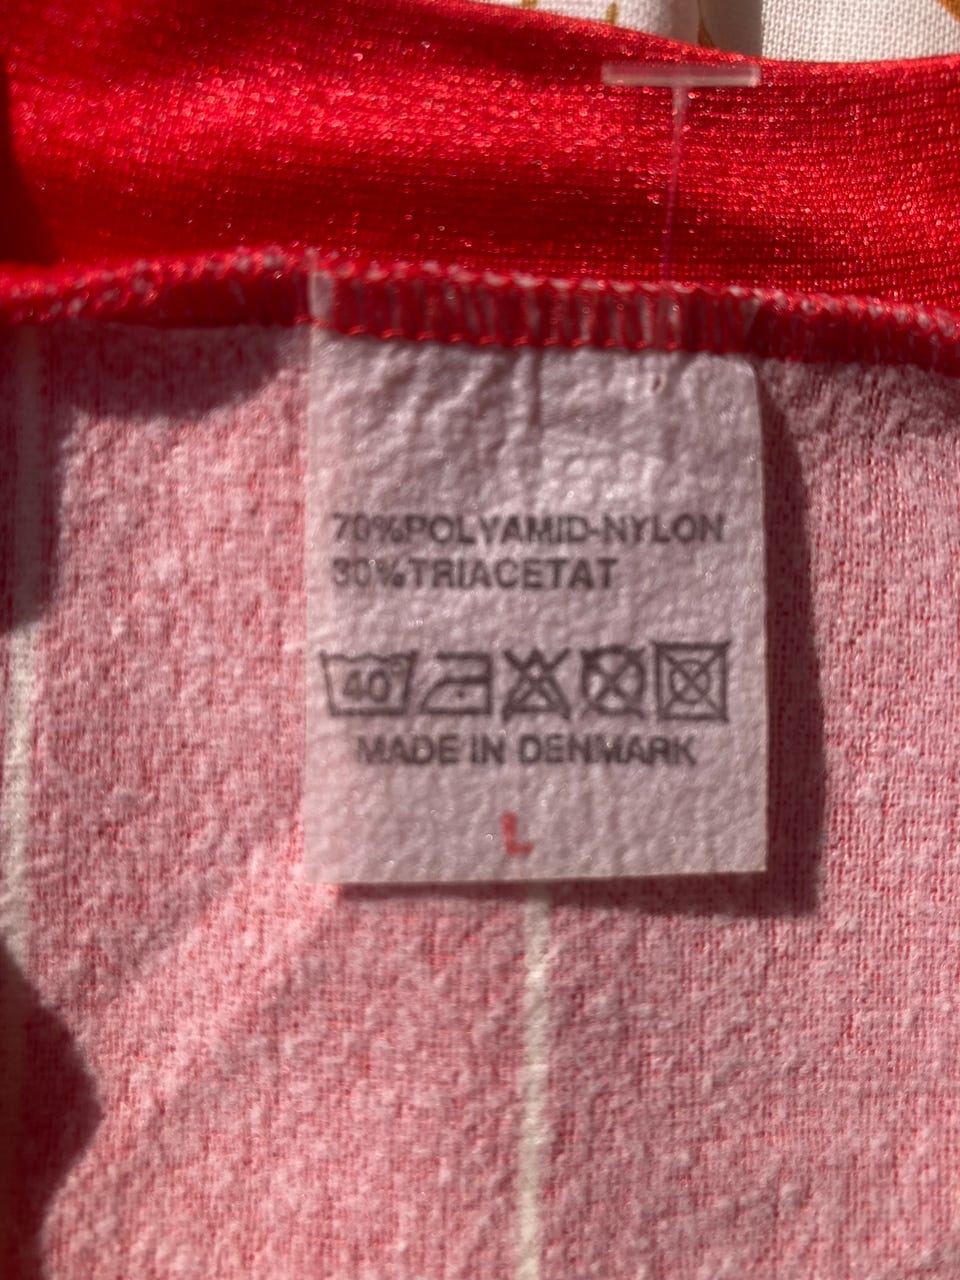 70%POLYAMID-NYLON
30%TRIACETAT
40°
MADE IN DENMARK
L